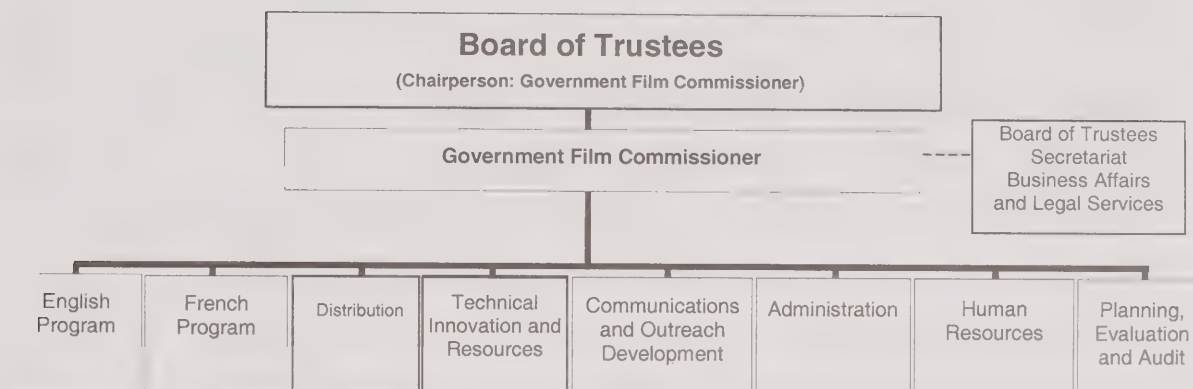 Board of Trustees
(Chairperson: Government Film Commissioner)
Government Film Commissioner
Board of Trustees
Secretariat
Business Affairs
and Legal Services
English
Program
French
Program
Distribution
Technical
Innovation and
Resources
Communications
and Outreach
Development
Administration
Human
Resources
Planning,
Evaluation
and Audit